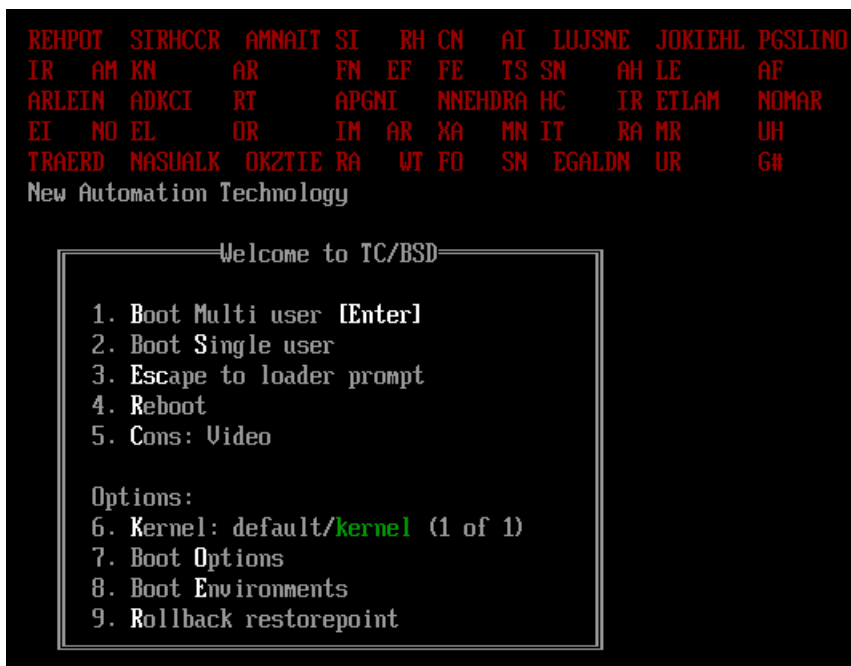 REHPOT SIRHCCR AMNAIT SI RH CN AI LUJSNE JOKIEHL PGSLINO
IR AM KN AR FN EF FE TS SN AH LE AF
ARLEIN ADKCI RT APGNI NNEHDRA HC IR ETLAM NOMAR
EI NO EL OR IM AR XA MN IT RA MR UH
TRAERD NASUALK OKZTIE RA WT FO SN EGALDN UR G#
New Automation Technology
Welcome to TC/BSD
1. Boot Multi user [Enter]
2. Boot Single user
3. Escape to loader prompt
4. Reboot
5. Cons: Video
Options:
6. Kernel: default/kernel (1 of 1)
7. Boot Options
8. Boot Environments
9. Rollback restorepoint